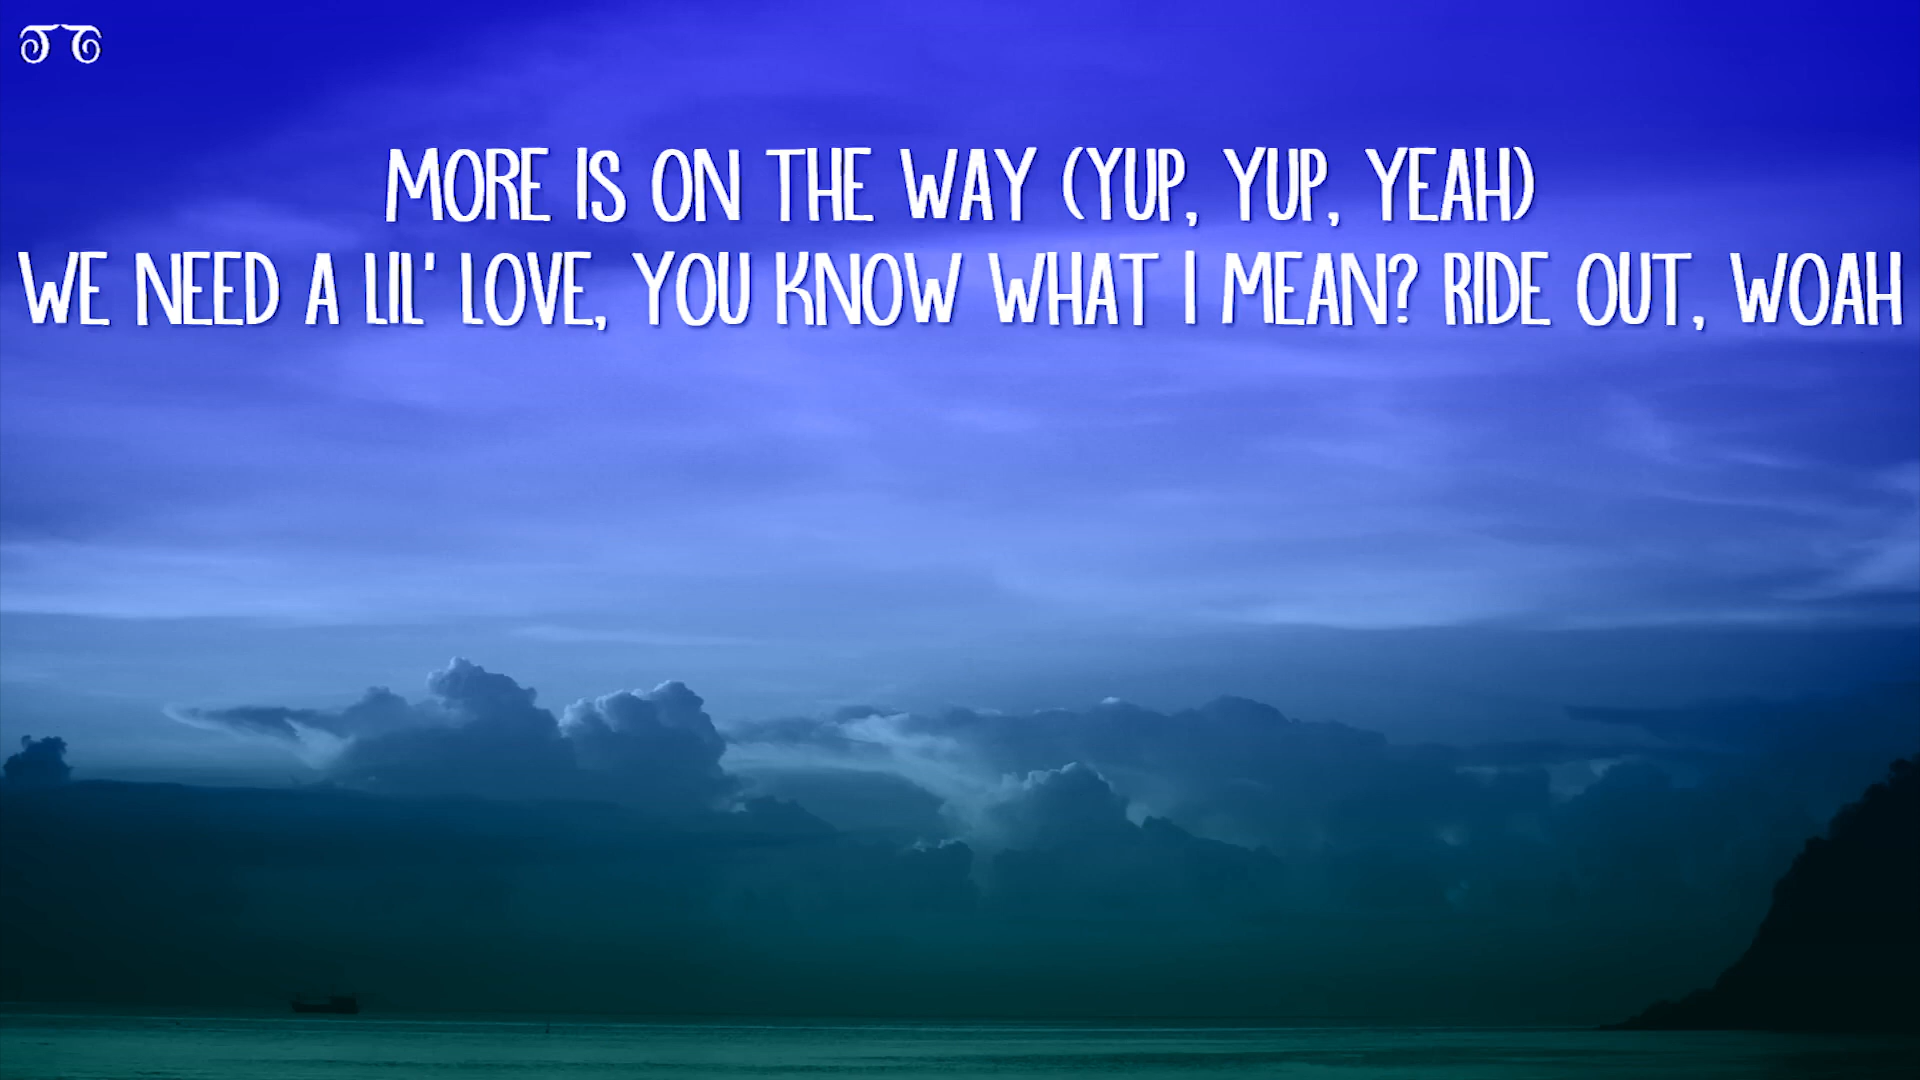 MORE IS ON THE WAY (YUP, YUP, YEAH)
WE NEED A LIL' LOVE, YOU KNOW WHAT I MEAN? RIDE OUT, WOAH